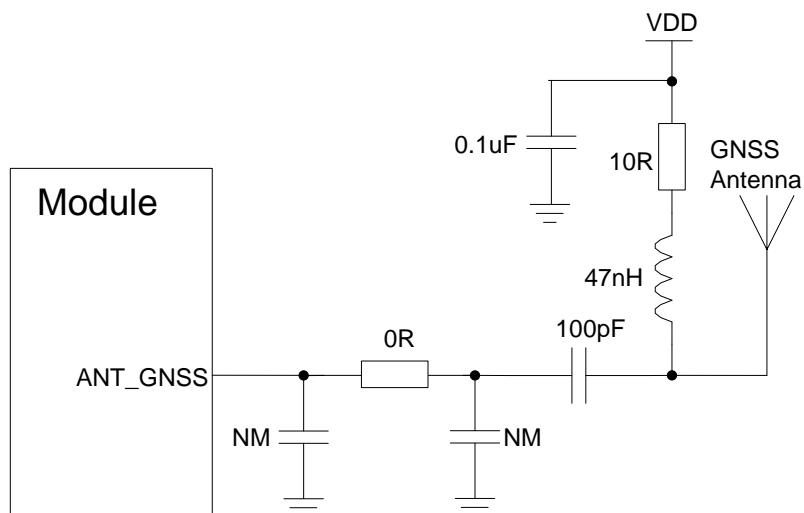 VDD
0.1uF
10R
GNSS
Antenna
Module
47nH
100pF
0R
ANT_GNSS
NM
NM